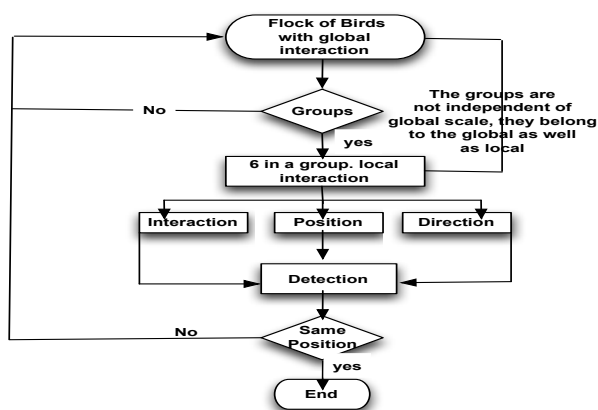 Flock of Birds
with global
interaction
No
Groups
The groups are
not independent of
global scale, they belong
to the global as well
as local
yes
6 in a group. local
interaction
Interaction
Position
Direction
Detection
No
Same
Position
yes
End